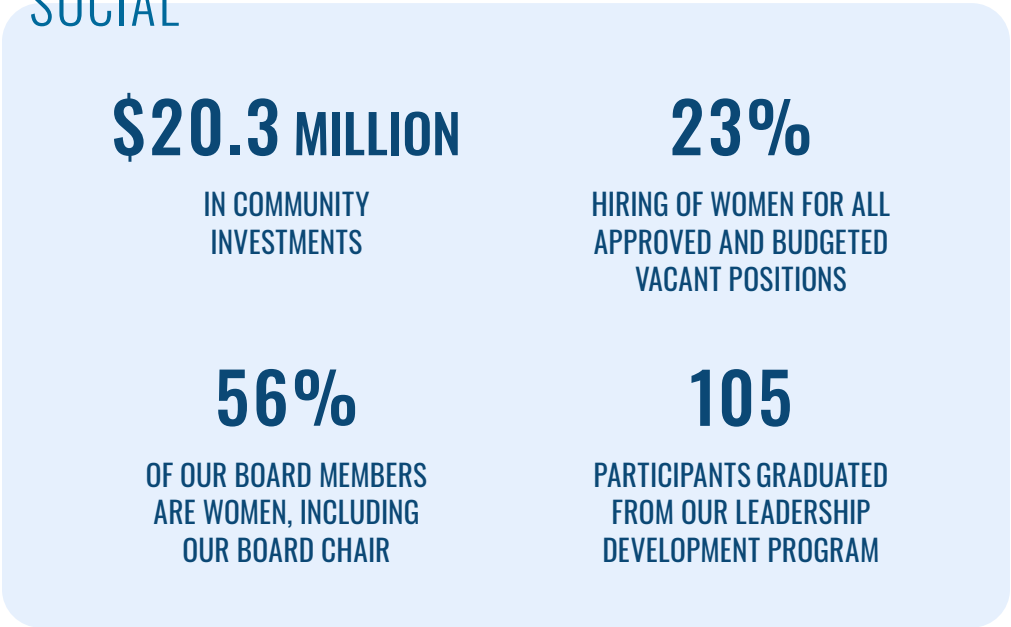 SOCIAL
$20.3 MILLION
IN COMMUNITY
INVESTMENTS
23%
HIRING OF WOMEN FOR ALL
APPROVED AND BUDGETED
VACANT POSITIONS
56%
OF OUR BOARD MEMBERS
ARE WOMEN, INCLUDING
OUR BOARD CHAIR
105
PARTICIPANTS GRADUATED
FROM OUR LEADERSHIP
DEVELOPMENT PROGRAM